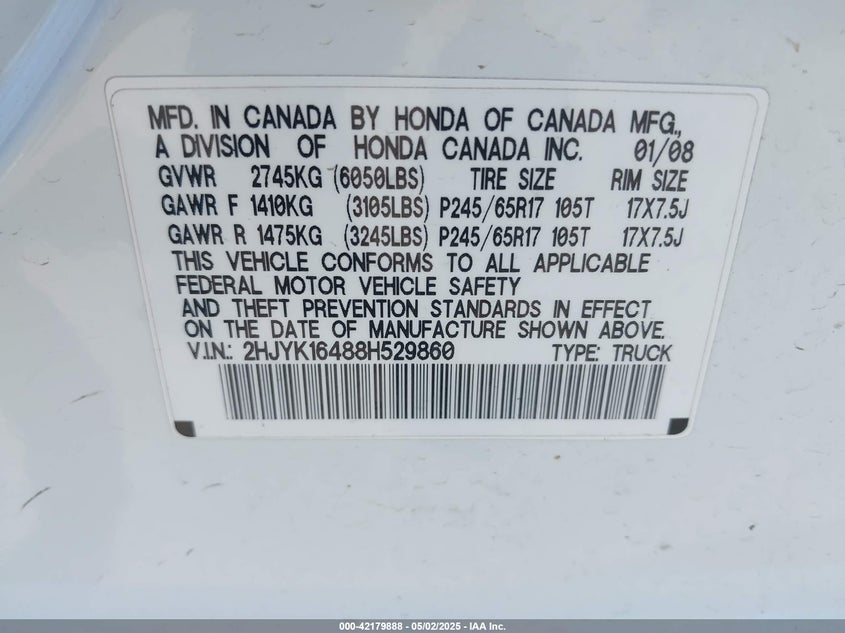 MFD. IN CANADA BY HONDA OF CANADA MFG.,
A DIVISION OF HONDA CANADA INC. 01/08
GVWR 2745KG (6050LBS) TIRE SIZE RIM SIZE
GAWR F 1410KG (3105LBS) P245/65R17 105T 17X7.5J
GAWR R 1475KG (3245LBS) P245/65R17 105T 17X7.5J
THIS VEHICLE CONFORMS TO ALL APPLICABLE
FEDERAL MOTOR VEHICLE SAFETY
AND THEFT PREVENTION STANDARDS IN EFFECT
ON THE DATE OF MANUFACTURE SHOWN ABOVE.
V.I.N.: 2HJYK16488H529860 TYPE: TRUCK
000-42179888 - 05/02/2025 - IAA Inc.